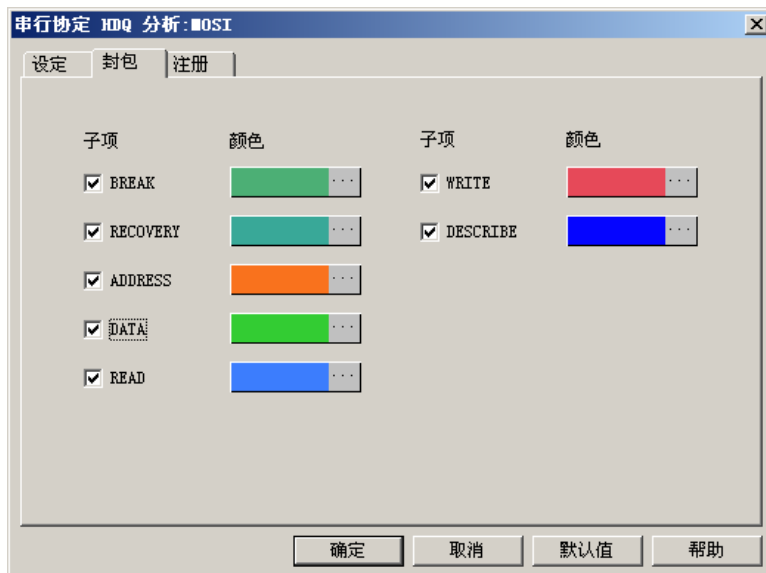 串行协定 HDQ 分析:MOSI
设定 封包 注册
子项 颜色 子项 颜色
BREAK ... WRITE ...
RECOVERY ... DESCRIBE ...
ADDRESS ...
DATA ...
READ ...
确定 取消 默认值 帮助